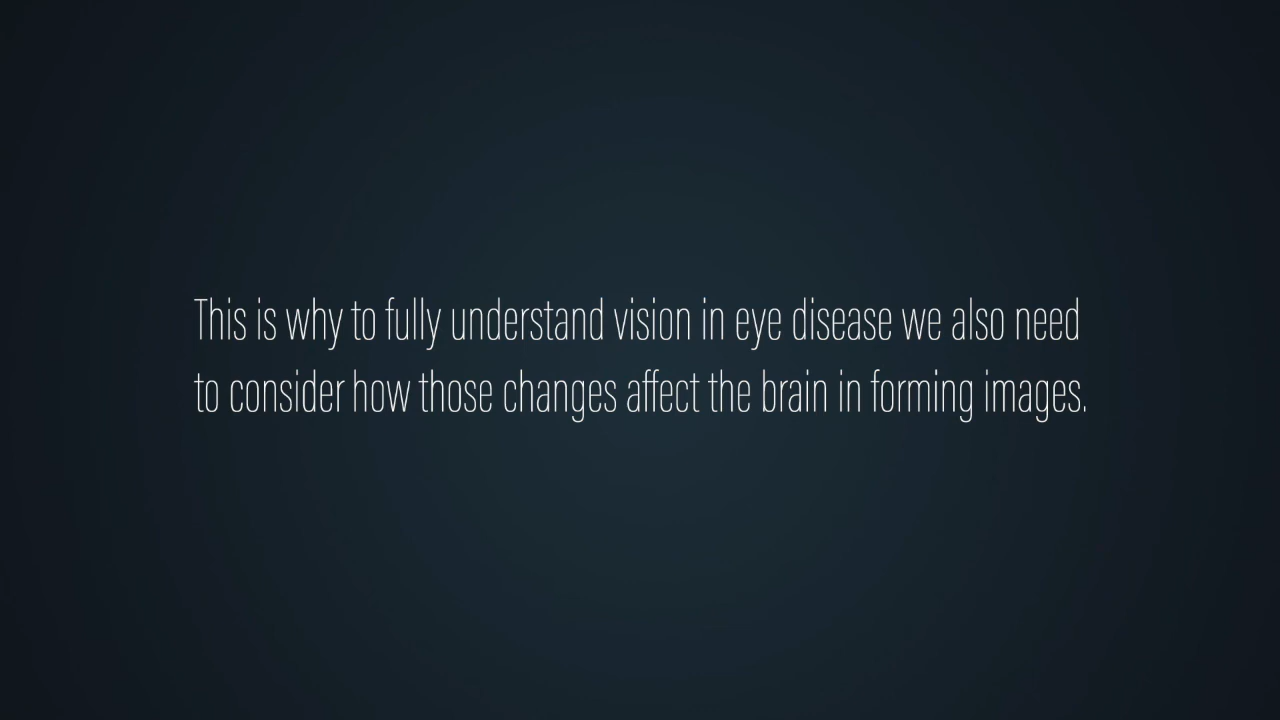 This is why to fully understand vision in eye disease we also need
to consider how those changes affect the brain in forming images.